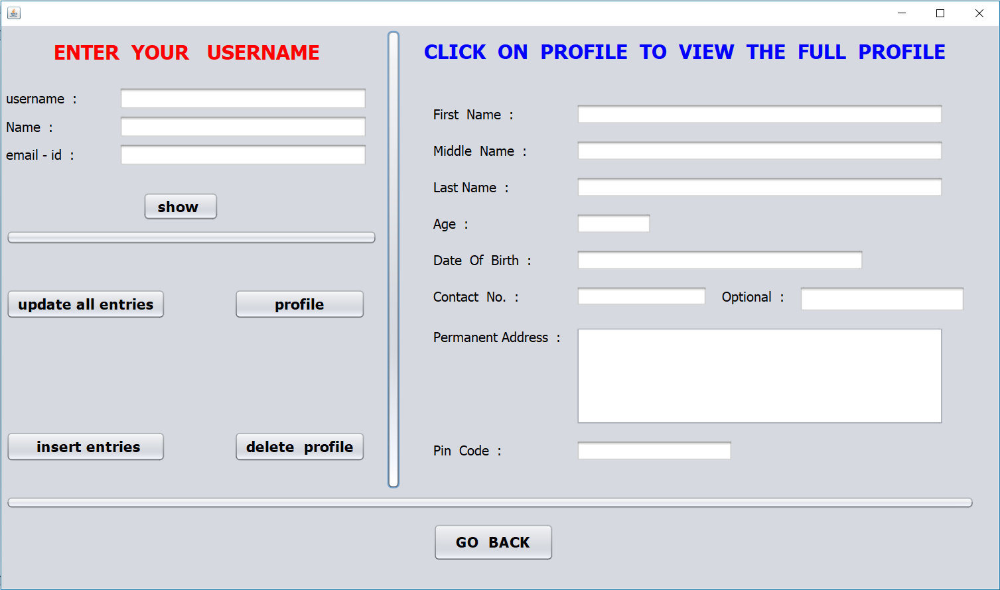 ENTER YOUR USERNAME
username :
Name :
email - id :
show
update all entries
profile
insert entries
delete profile
CLICK ON PROFILE TO VIEW THE FULL PROFILE
First Name :
Middle Name :
Last Name :
Age :
Date Of Birth :
Contact No. :
Optional :
Permanent Address :
Pin Code :
GO BACK